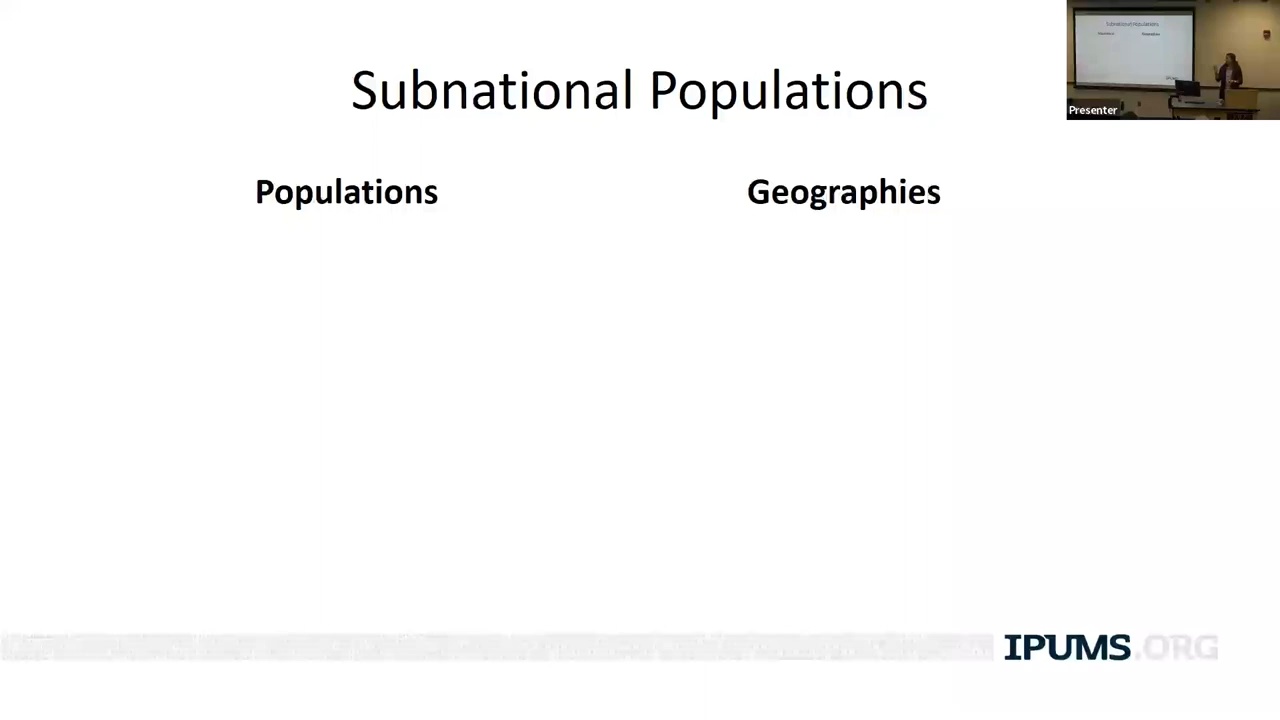 Subnational Populations
Populations
Geographies
Presenter
IPUMS.ORG